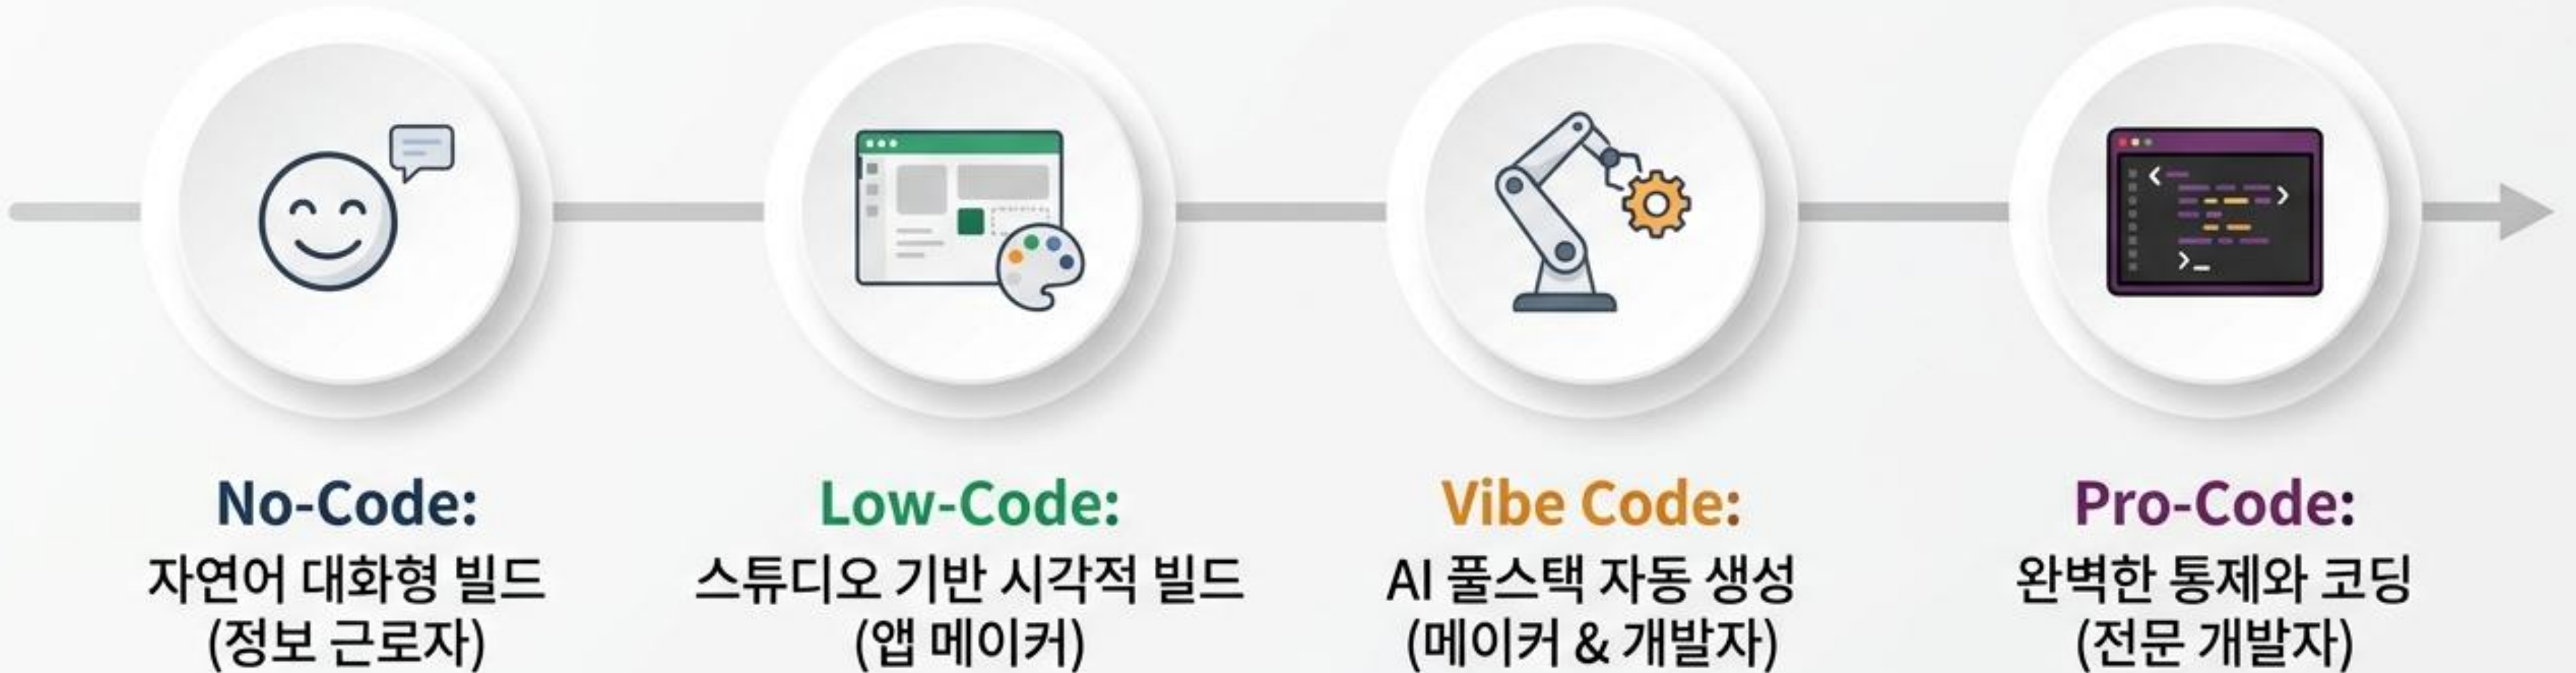 No-Code:
자연어 대화형 빌드
(정보 근로자)
Low-Code:
스튜디오 기반 시각적 빌드
(앱 메이커)
Vibe Code:
AI 풀스택 자동 생성
(메이커 & 개발자)
Pro-Code:
완벽한 통제와 코딩
(전문 개발자)